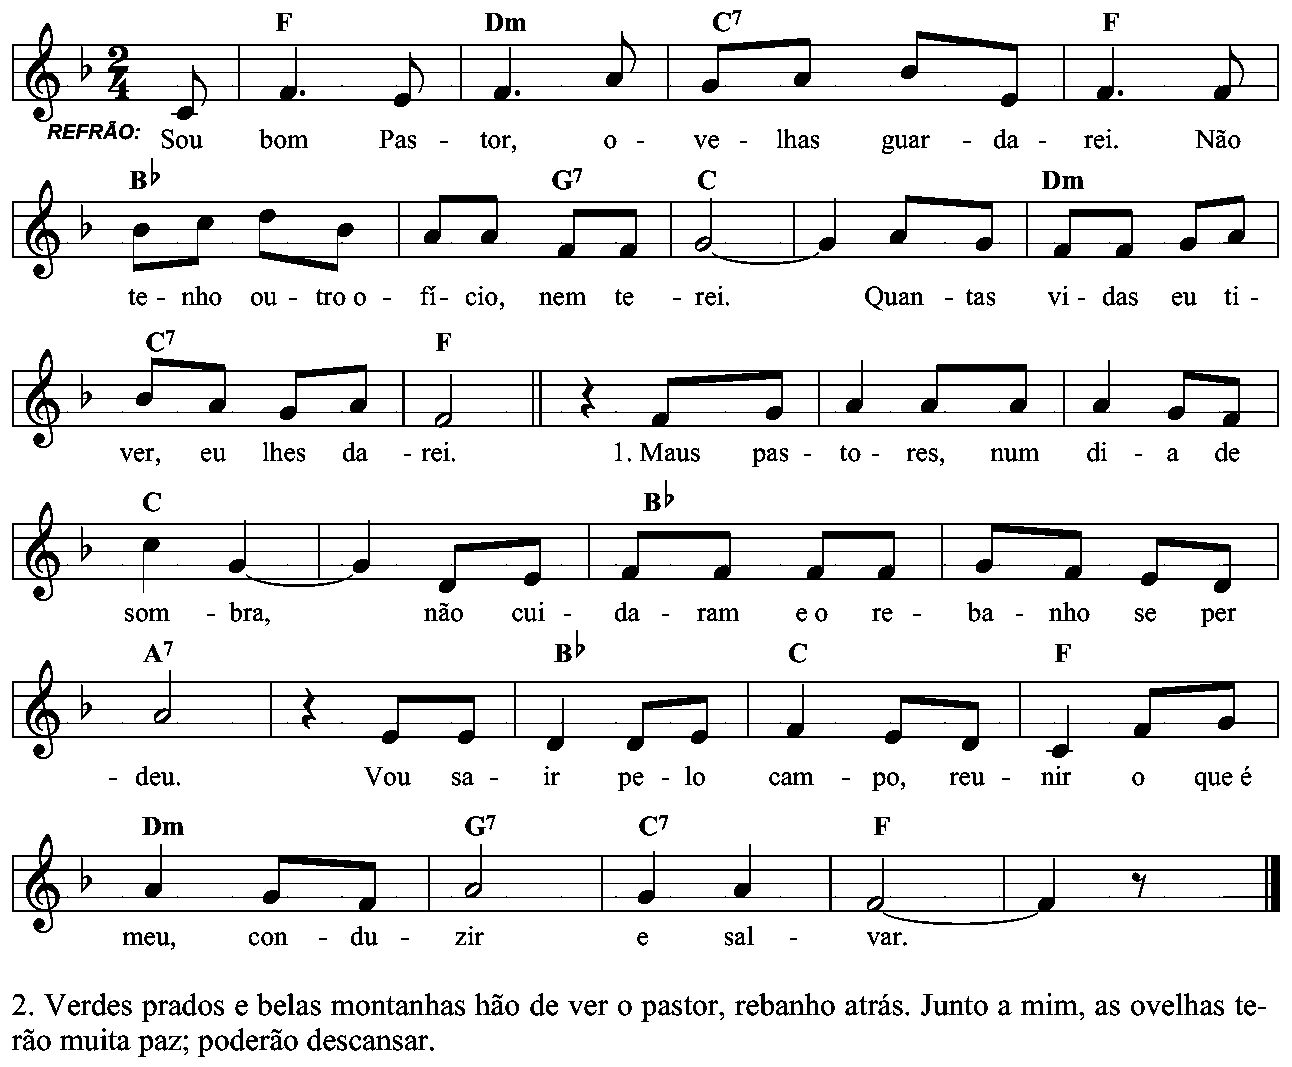 F Dm C7 F
2/4
REFRÃO: Sou bom Pas - tor, o - ve - lhas guar - da - rei. Não
B♭ G7 C Dm
te - nho ou - tro o - fí - cio, nem te - rei. Quan - tas vi - das eu ti -
C7 F
ver, eu lhes da - rei. 1. Maus pas - to - res, num di - a de
C B♭
som - bra, não cui - da - ram e o re - ba - nho se per
A7 B♭ C F
- deu. Vou sa - ir pe - lo cam - po, reu - nir o que é
Dm G7 C7 F
meu, con - du - zir e sal - var.
2. Verdes prados e belas montanhas hão de ver o pastor, rebanho atrás. Junto a mim, as ovelhas te-
rão muita paz; poderão descansar.